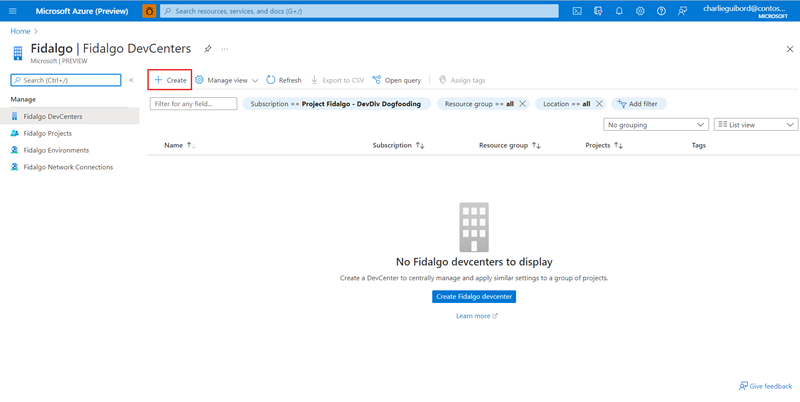 Microsoft Azure (Preview)
Search resources, services, and docs (G+/)
charlieguibord@contos...
MICROSOFT
Home
Fidalgo | Fidalgo DevCenters
Microsoft | PREVIEW
Search (Ctrl+/)
Create
Manage view
Refresh
Export to CSV
Open query
Assign tags
Manage
Fidalgo DevCenters
Fidalgo Projects
Fidalgo Environments
Fidalgo Network Connections
Filter for any field...
Subscription == Project Fidalgo - DevDiv Dogfooding
Resource group == all
Location == all
Add filter
No grouping
List view
Name
Subscription
Resource group
Projects
Tags
No Fidalgo devcenters to display
Create a DevCenter to centrally manage and apply similar settings to a group of projects.
Create Fidalgo devcenter
Learn more
Give feedback